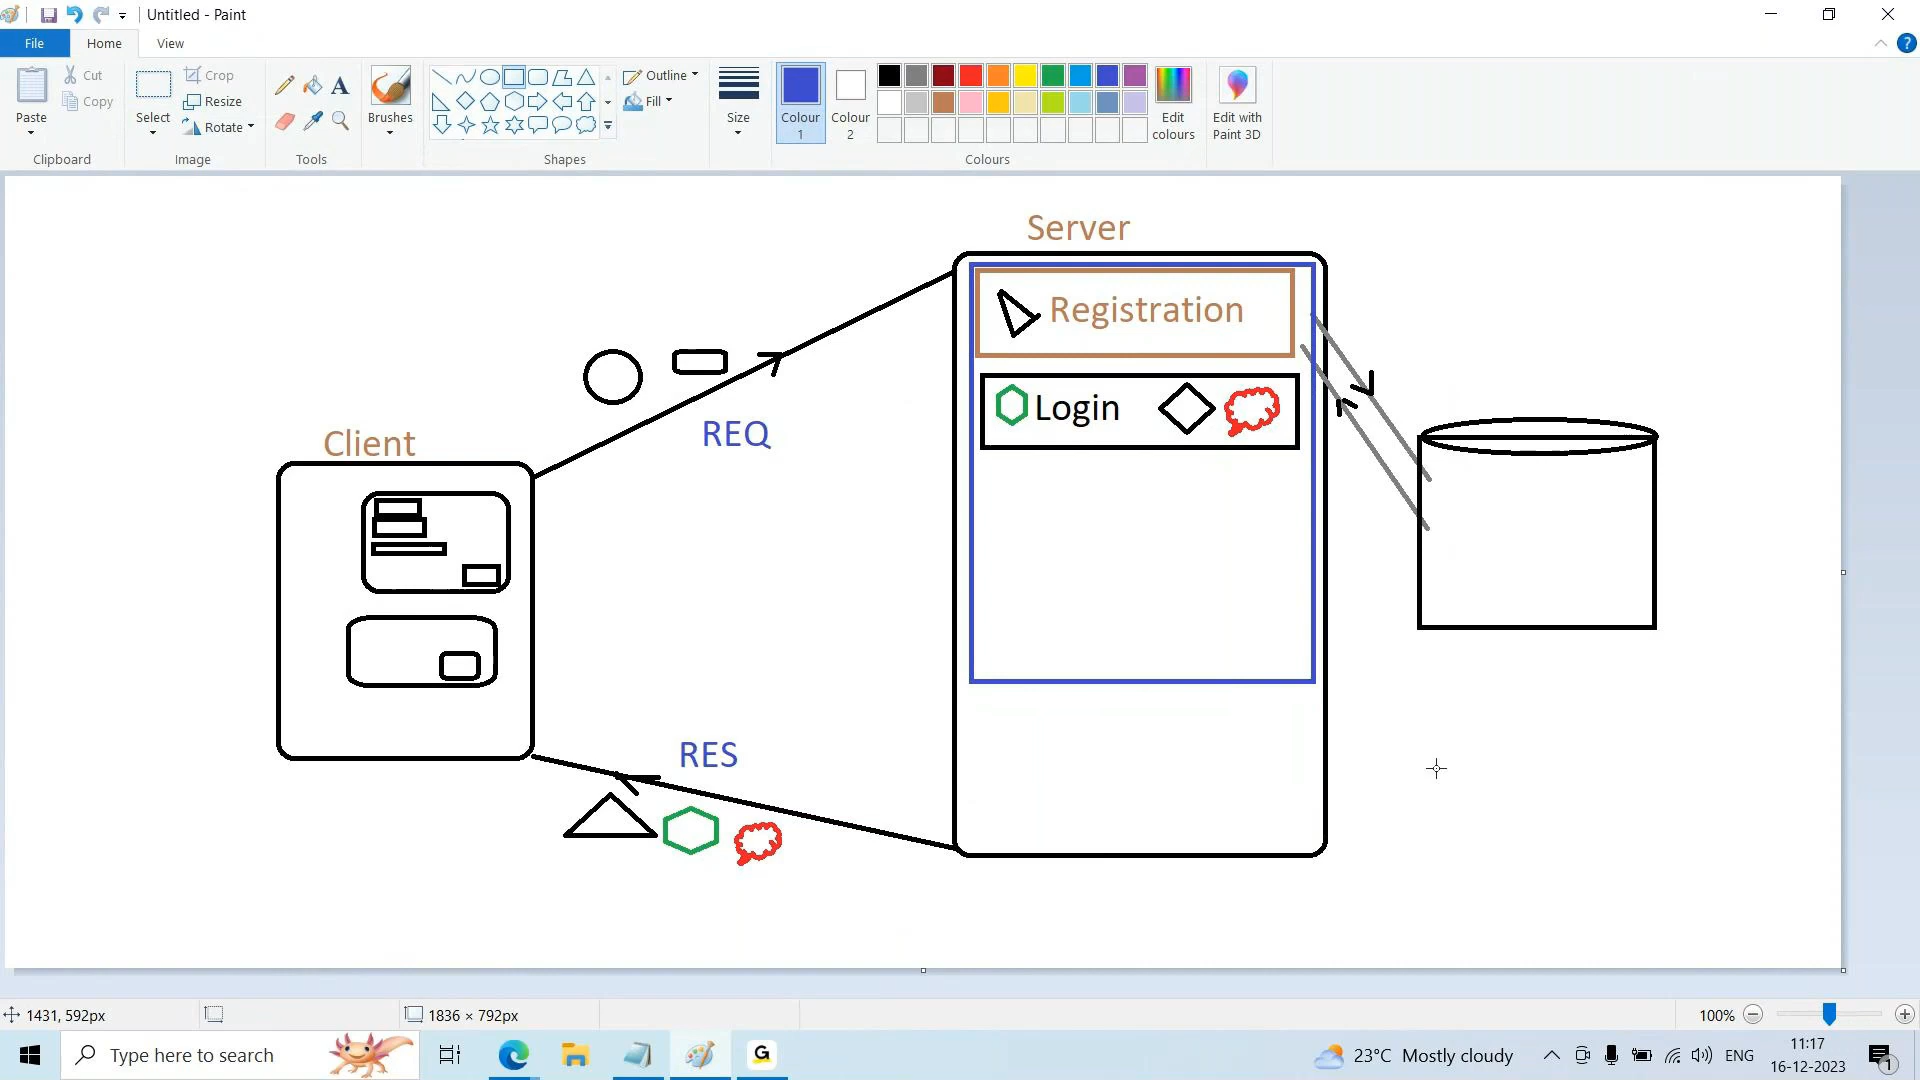 Untitled - Paint
File
Home
View
Paste
Cut
Copy
Clipboard
Select
Crop
Resize
Rotate
Image
A
Tools
Brushes
Outline
Fill
Shapes
Size
Colour
1
Colour
2
Edit
colours
Edit with
Paint 3D
Colours
?
Server
Registration
Login
REQ
Client
RES
1431, 592px
1836 × 792px
100%
Type here to search
G
23°C Mostly cloudy
ENG
11:17
16-12-2023
1